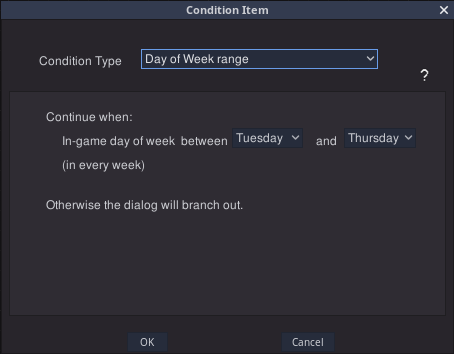 Condition Item
Condition Type Day of Week range
?
Continue when:
In-game day of week between Tuesday and Thursday
(in every week)
Otherwise the dialog will branch out.
OK Cancel